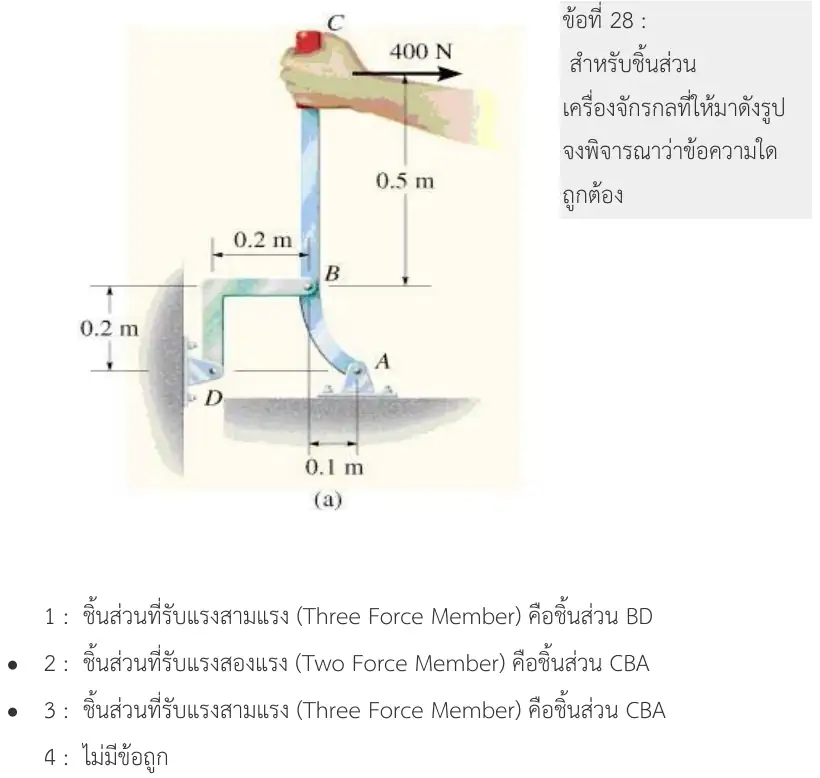 C
400 N
0.5 m
0.2 m
B
0.2 m
A
D
0.1 m
(a)
ข้อที่ 28 :
สำหรับชิ้นส่วน
เครื่องจักรกลที่ให้มาดังรูป
จงพิจารณาว่าข้อความใด
ถูกต้อง
1 : ชิ้นส่วนที่รับแรงสามแรง (Three Force Member) คือชิ้นส่วน BD
• 2 : ชิ้นส่วนที่รับแรงสองแรง (Two Force Member) คือชิ้นส่วน CBA
• 3 : ชิ้นส่วนที่รับแรงสามแรง (Three Force Member) คือชิ้นส่วน CBA
4 : ไม่มีข้อถูก